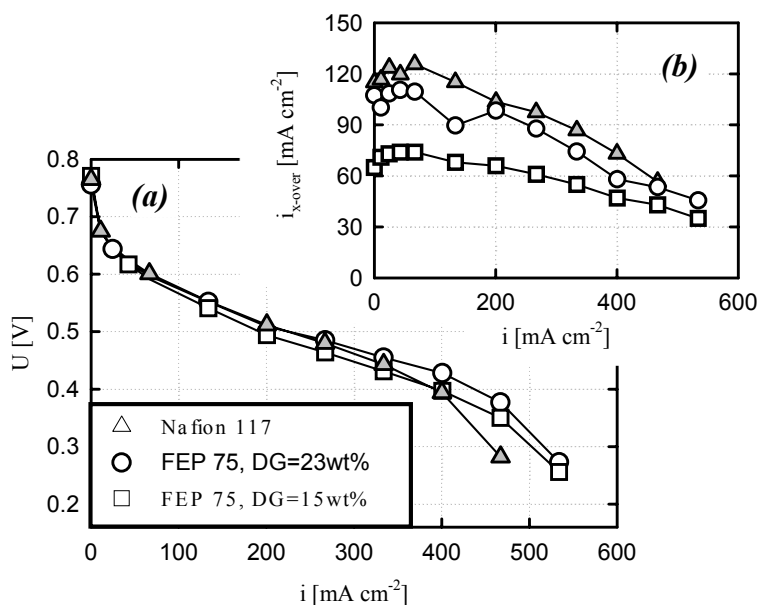 150
120
90
60
30
0
i_x-over [mA cm⁻²]
(b)
0 200 400 600
i [mA cm⁻²]
0.8
0.7
0.6
0.5
0.4
0.3
0.2
U [V]
(a)
Nafion 117
FEP 75, DG=23wt%
FEP 75, DG=15wt%
0 100 200 300 400 500 600
i [mA cm⁻²]